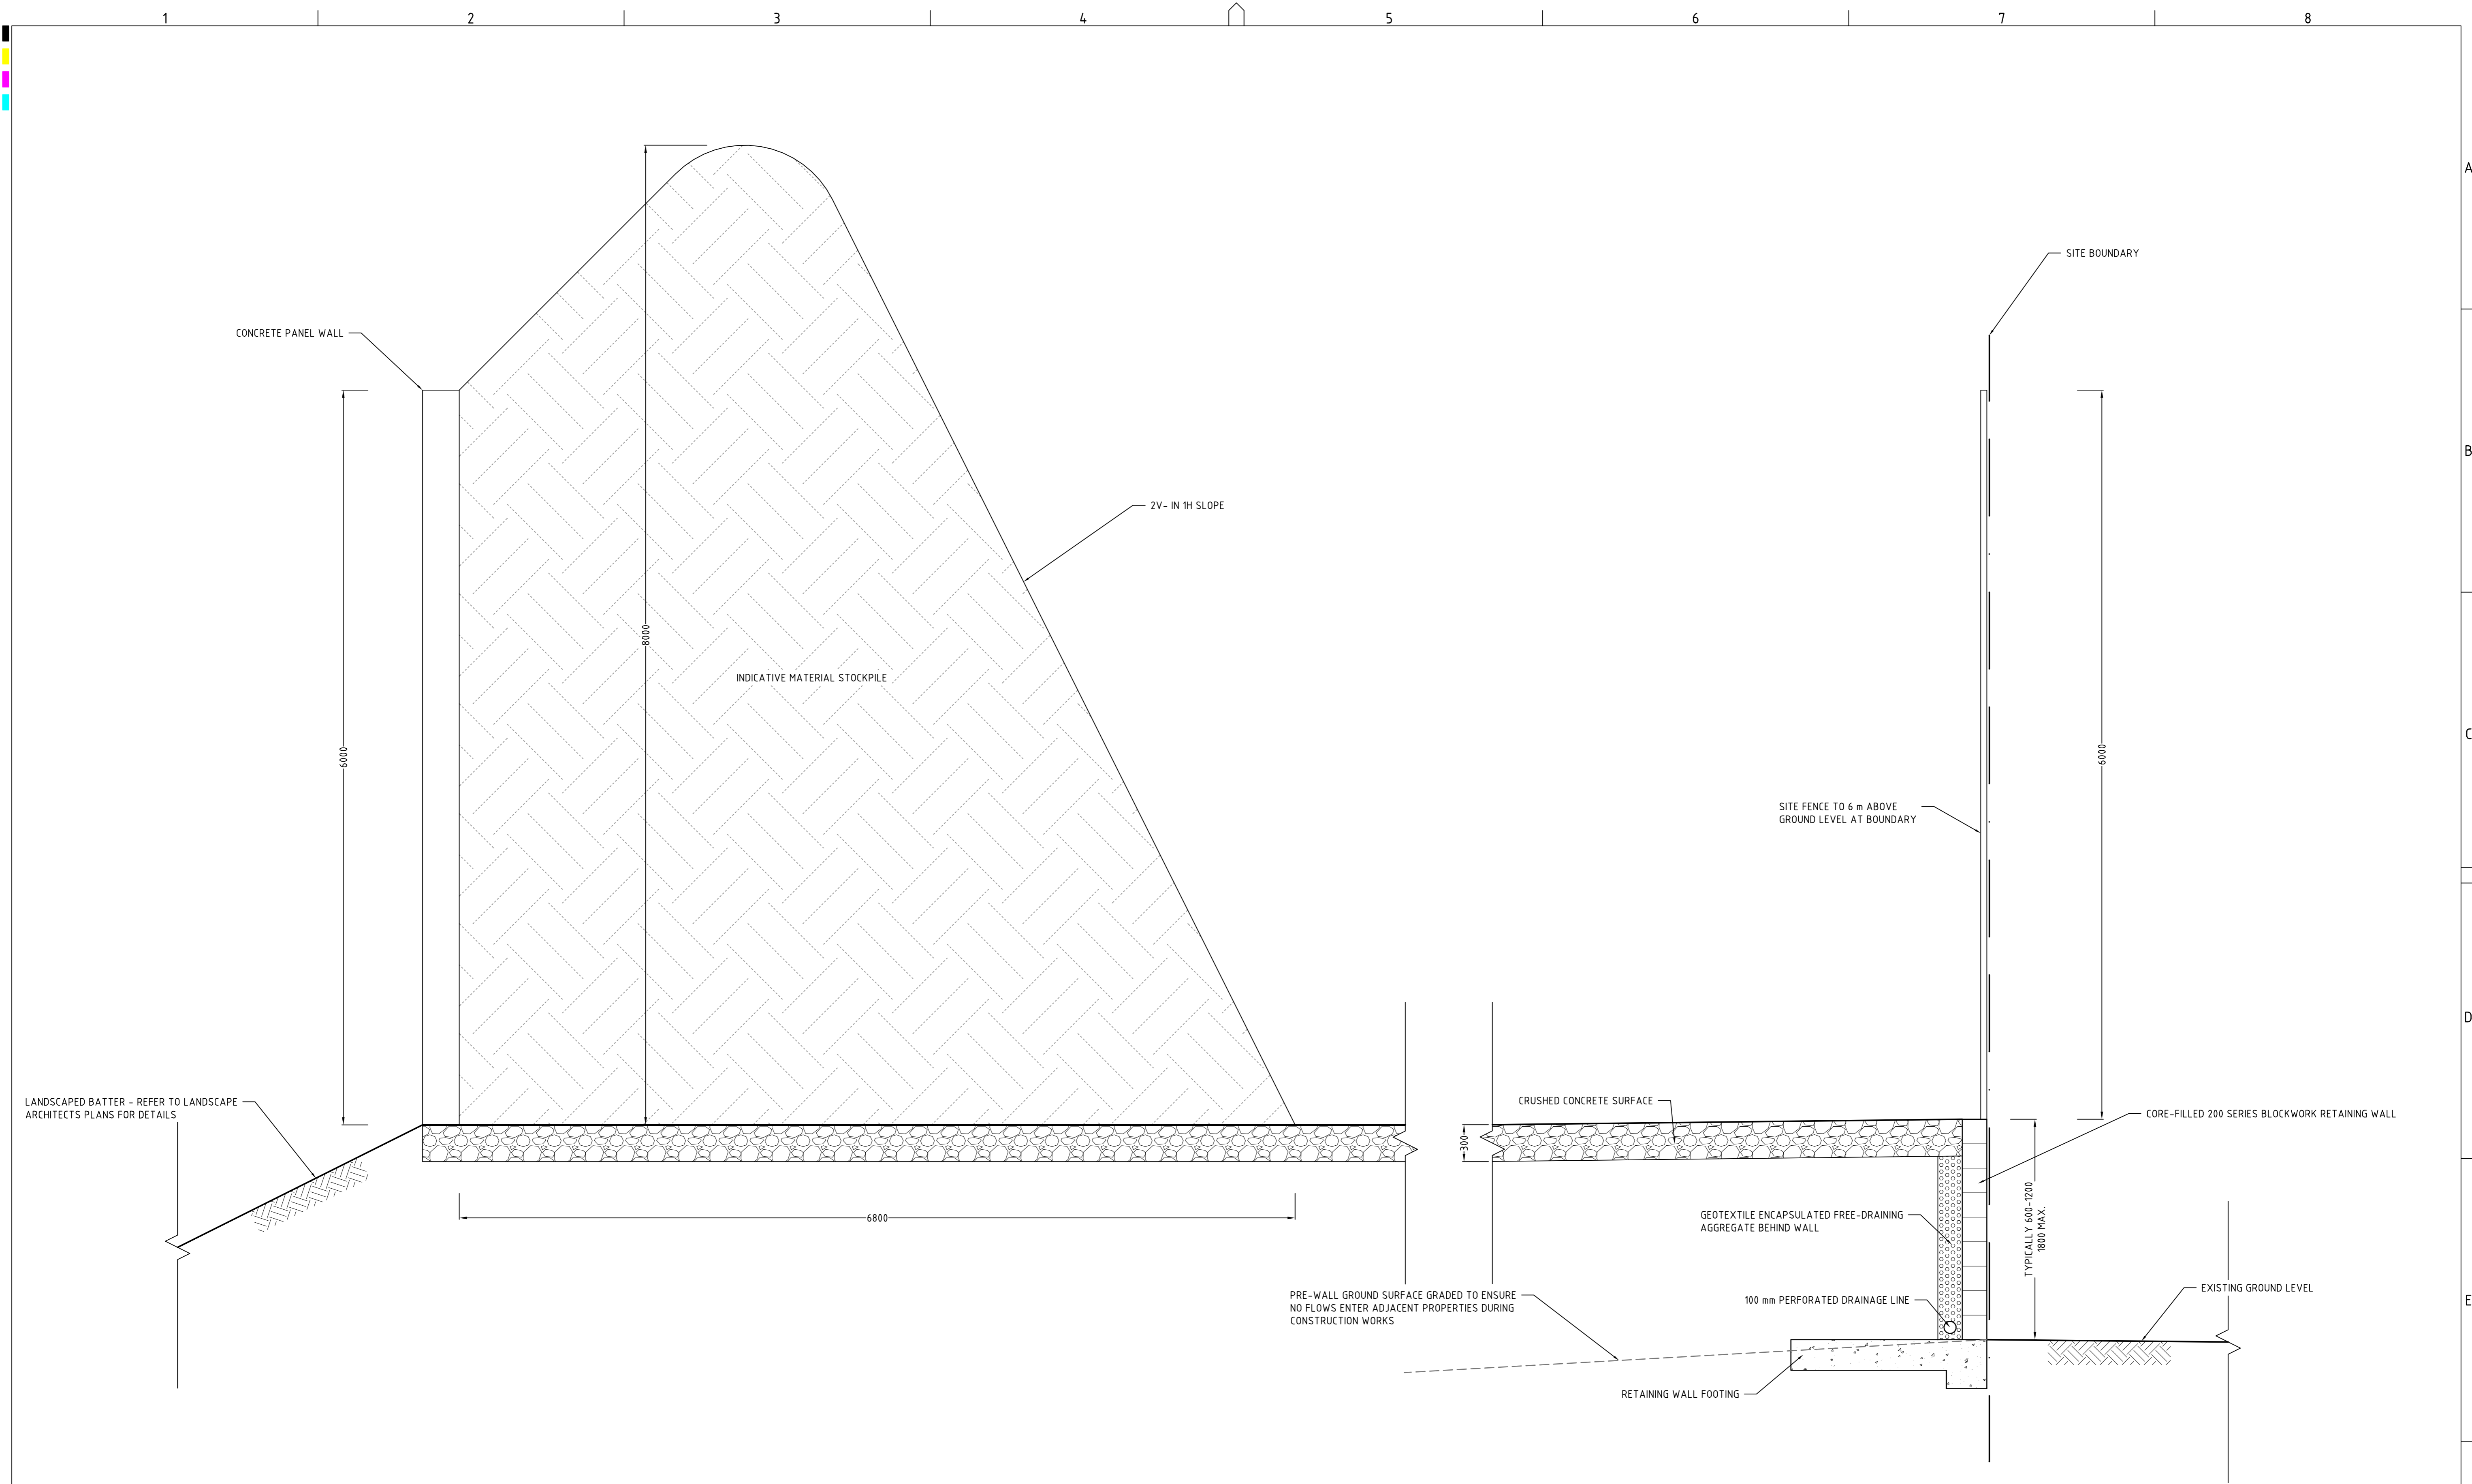 1 2 3 4 5 6 7 8
A
SITE BOUNDARY
CONCRETE PANEL WALL
B
2V- IN 1H SLOPE
8000
INDICATIVE MATERIAL STOCKPILE
6000
6000
C
SITE FENCE TO 6 m ABOVE
GROUND LEVEL AT BOUNDARY
D
LANDSCAPED BATTER - REFER TO LANDSCAPE
ARCHITECTS PLANS FOR DETAILS
CRUSHED CONCRETE SURFACE
300
CORE-FILLED 200 SERIES BLOCKWORK RETAINING WALL
6800
GEOTEXTILE ENCAPSULATED FREE-DRAINING
AGGREGATE BEHIND WALL
TYPICALLY 600-1200
1800 MAX.
PRE-WALL GROUND SURFACE GRADED TO ENSURE
NO FLOWS ENTER ADJACENT PROPERTIES DURING
CONSTRUCTION WORKS
100 mm PERFORATED DRAINAGE LINE
EXISTING GROUND LEVEL
E
RETAINING WALL FOOTING